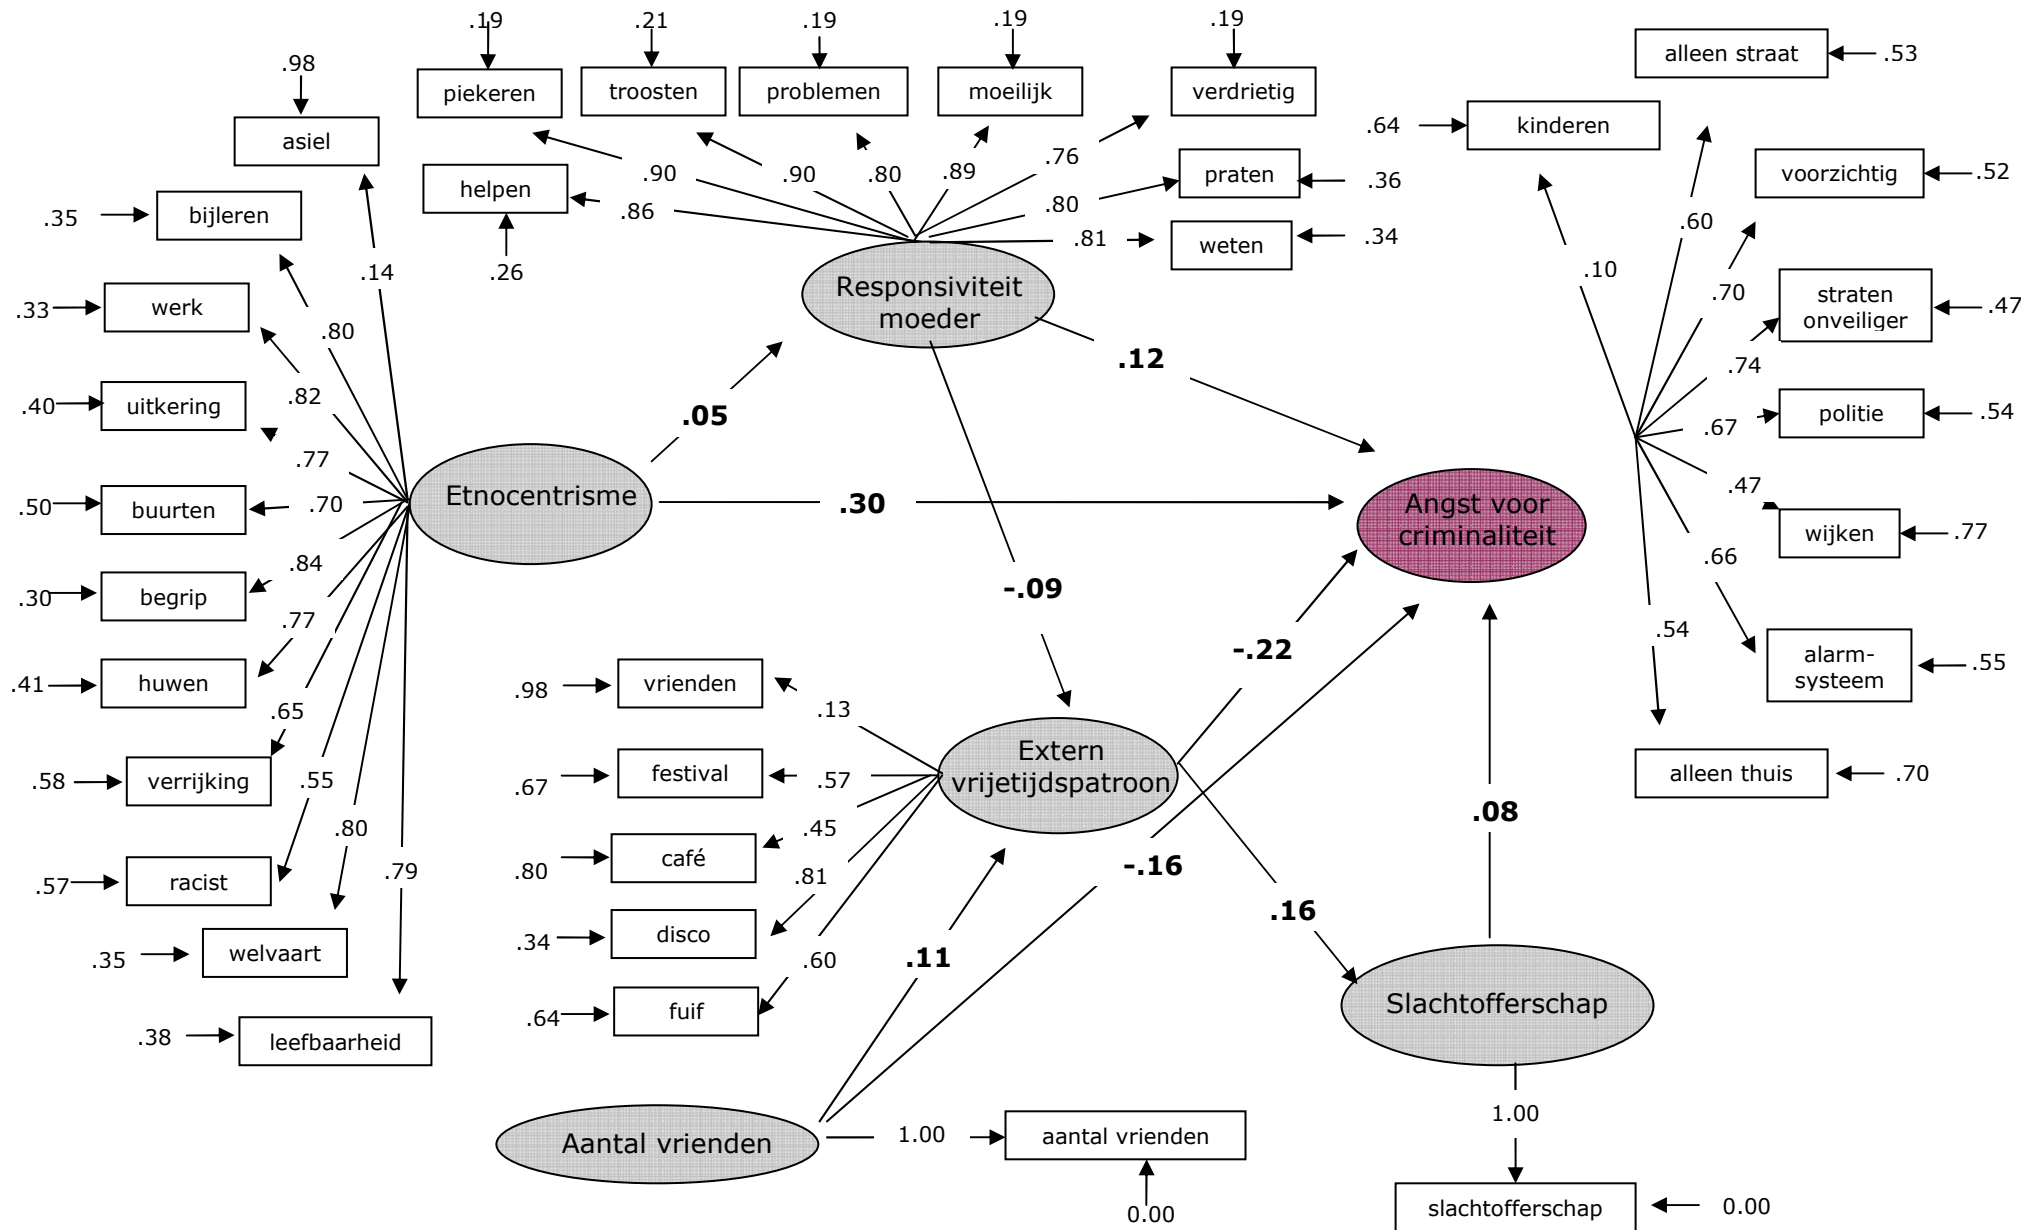 .19
.21
.19
.19
.19
.98
piekeren
troosten
problemen
moeilijk
verdrietig
alleen straat
.53
asiel
.64
kinderen
.90
.90
.80
.89
.76
helpen
.86
praten
.36
voorzichtig
.52
.80
.35
bijleren
.26
.81
weten
.34
.60
.14
.10
Responsiviteit
moeder
.70
straten
onveiliger
.47
.33
werk
.80
.12
.74
.82
.05
.40
uitkering
.67
politie
.54
.77
.47
Etnocentrisme
.30
Angst voor
criminaliteit
.50
buurten
.70
wijken
.77
.66
.84
-.09
.30
begrip
.77
-.22
.54
alarm-
systeem
.55
.41
huwen
.98
vrienden
.65
.13
Extern
vrijetijdspatroon
.58
verrijking
.55
.67
festival
.57
alleen thuis
.70
.08
.80
.45
-.16
.79
.80
café
.81
.57
racist
.16
.34
disco
.35
welvaart
.60
.11
Slachtofferschap
.64
fuif
.38
leefbaarheid
1.00
Aantal vrienden
1.00
aantal vrienden
0.00
slachtofferschap
0.00